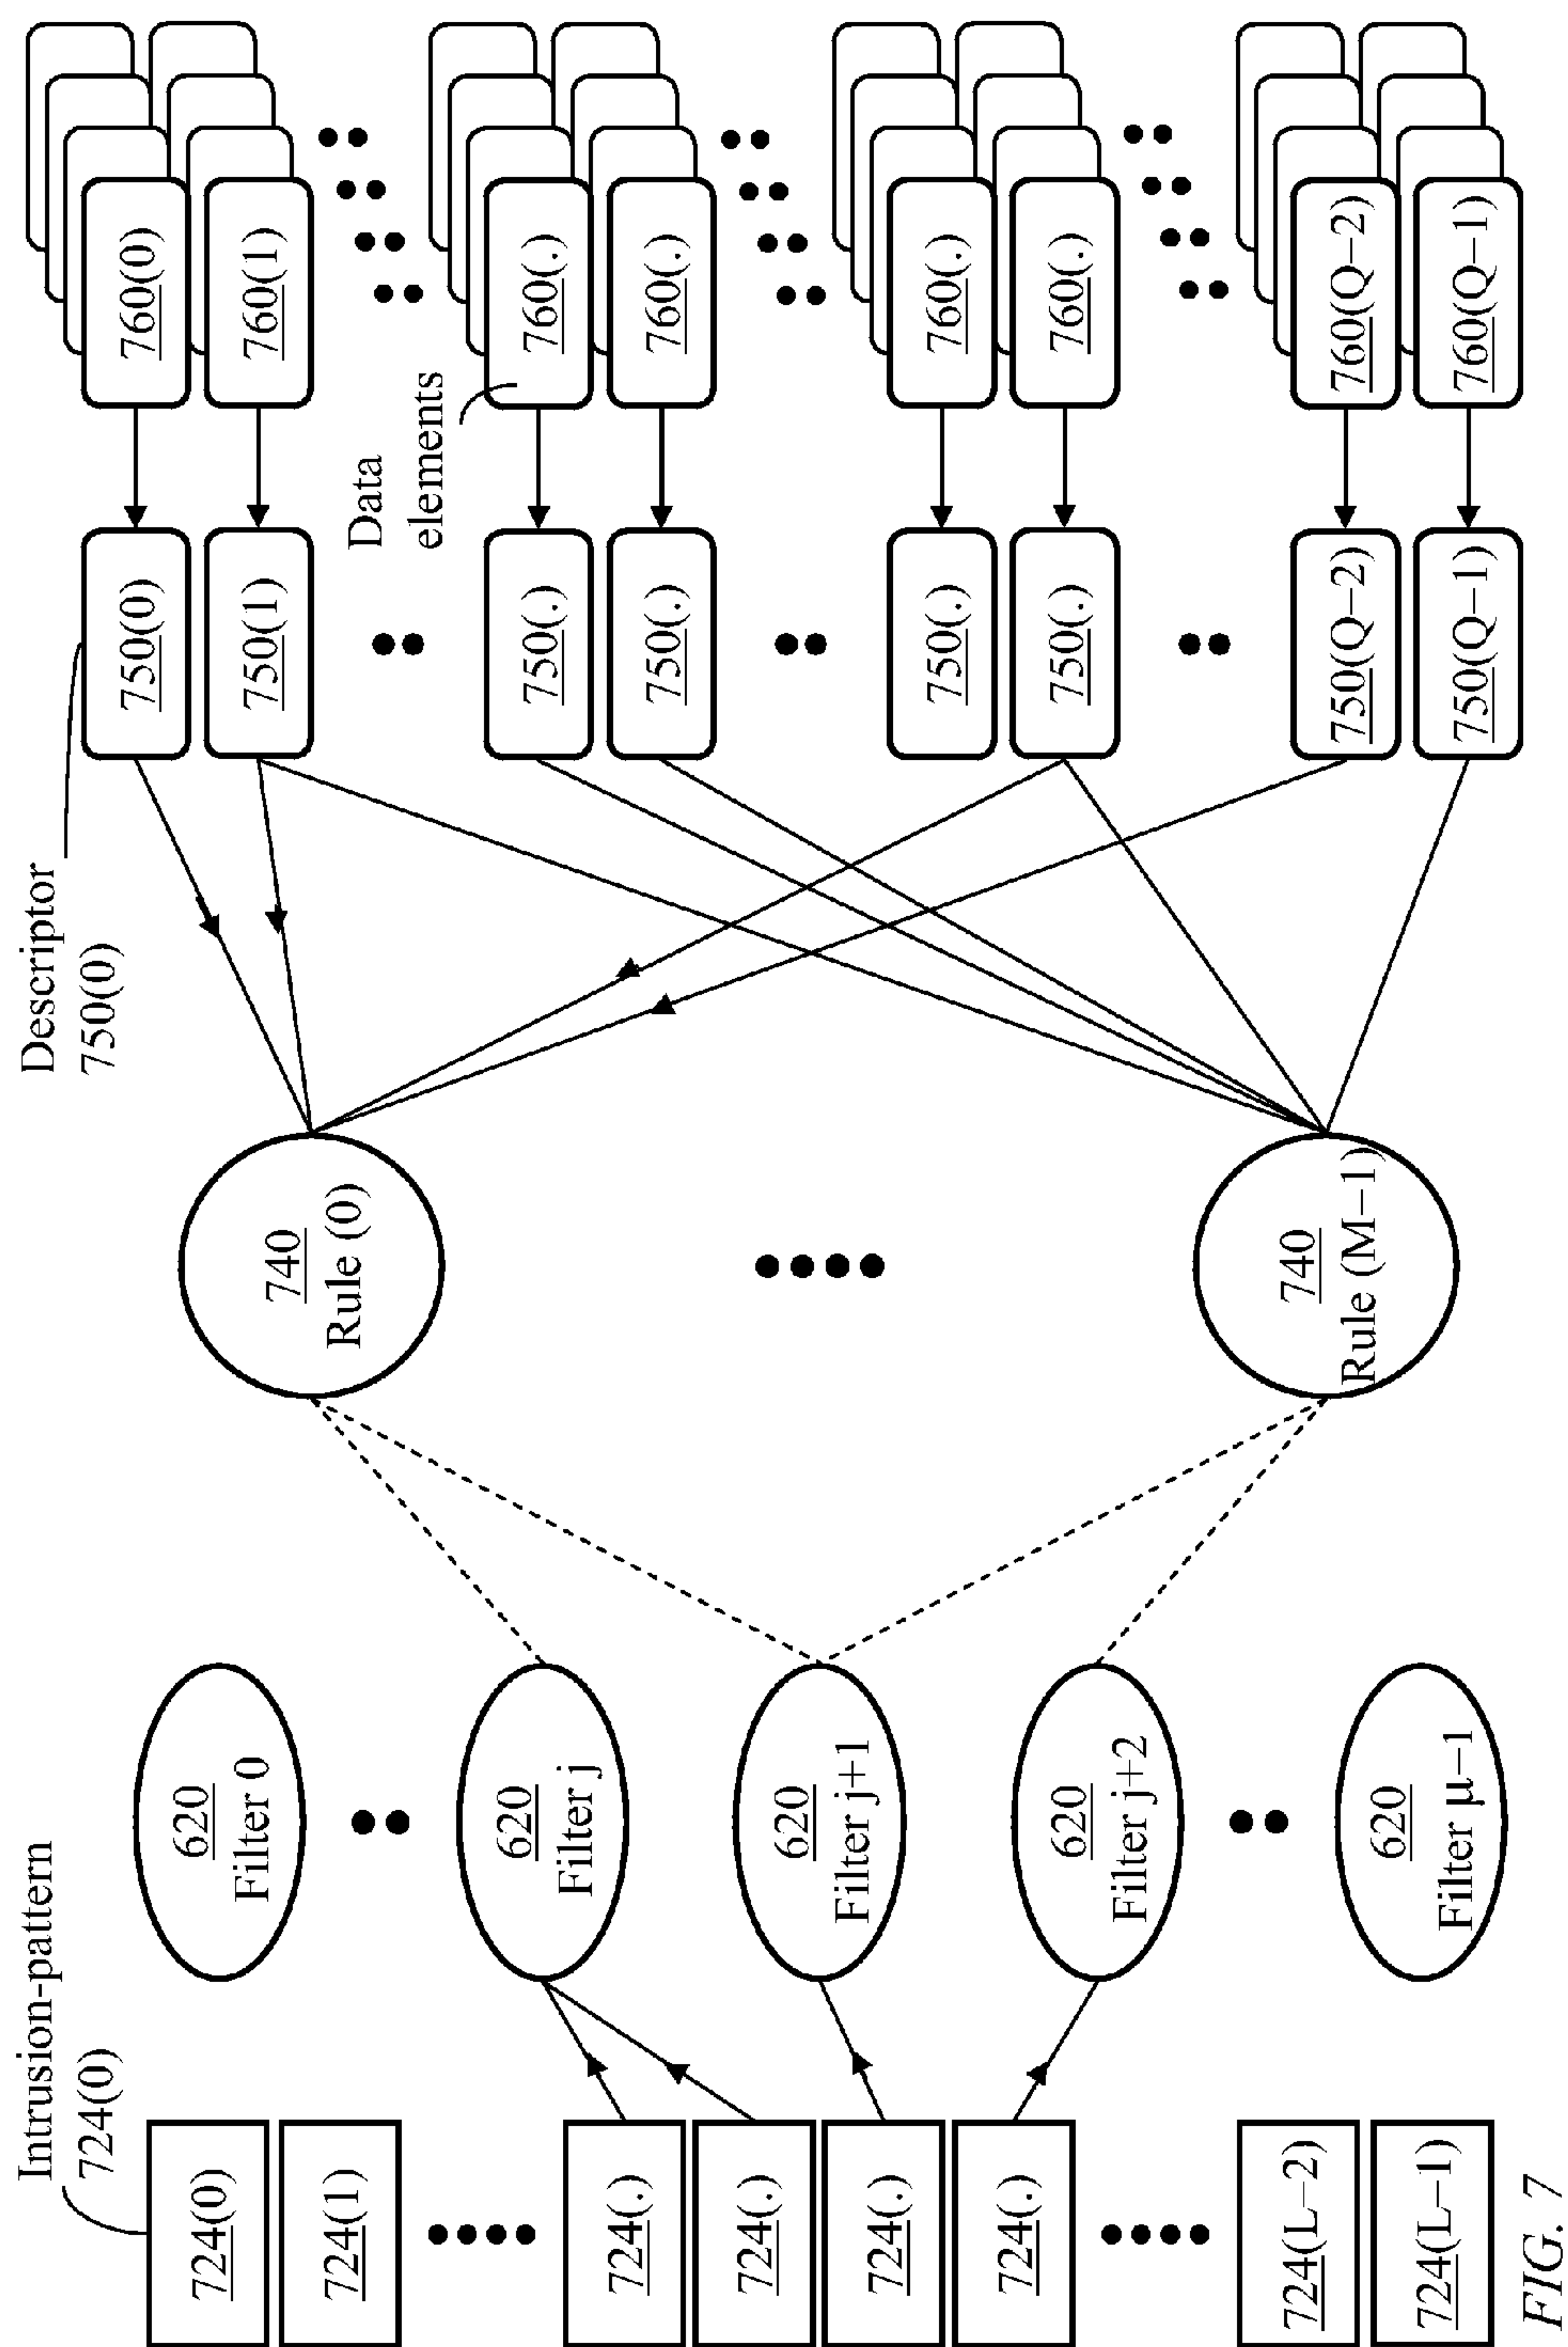 Intrusion-pattern
724(0)
724(0)
724(1)
724(.)
724(.)
724(.)
724(.)
724(L−2)
724(L−1)
620
Filter 0
620
Filter j
620
Filter j+1
620
Filter j+2
620
Filter µ−1
740
Rule (0)
740
Rule (M−1)
Descriptor
750(0)
750(0)
750(1)
750(.)
750(.)
750(.)
750(.)
750(Q−2)
750(Q−1)
Data
elements
760(0)
760(1)
760(.)
760(.)
760(.)
760(.)
760(Q−2)
760(Q−1)
FIG. 7